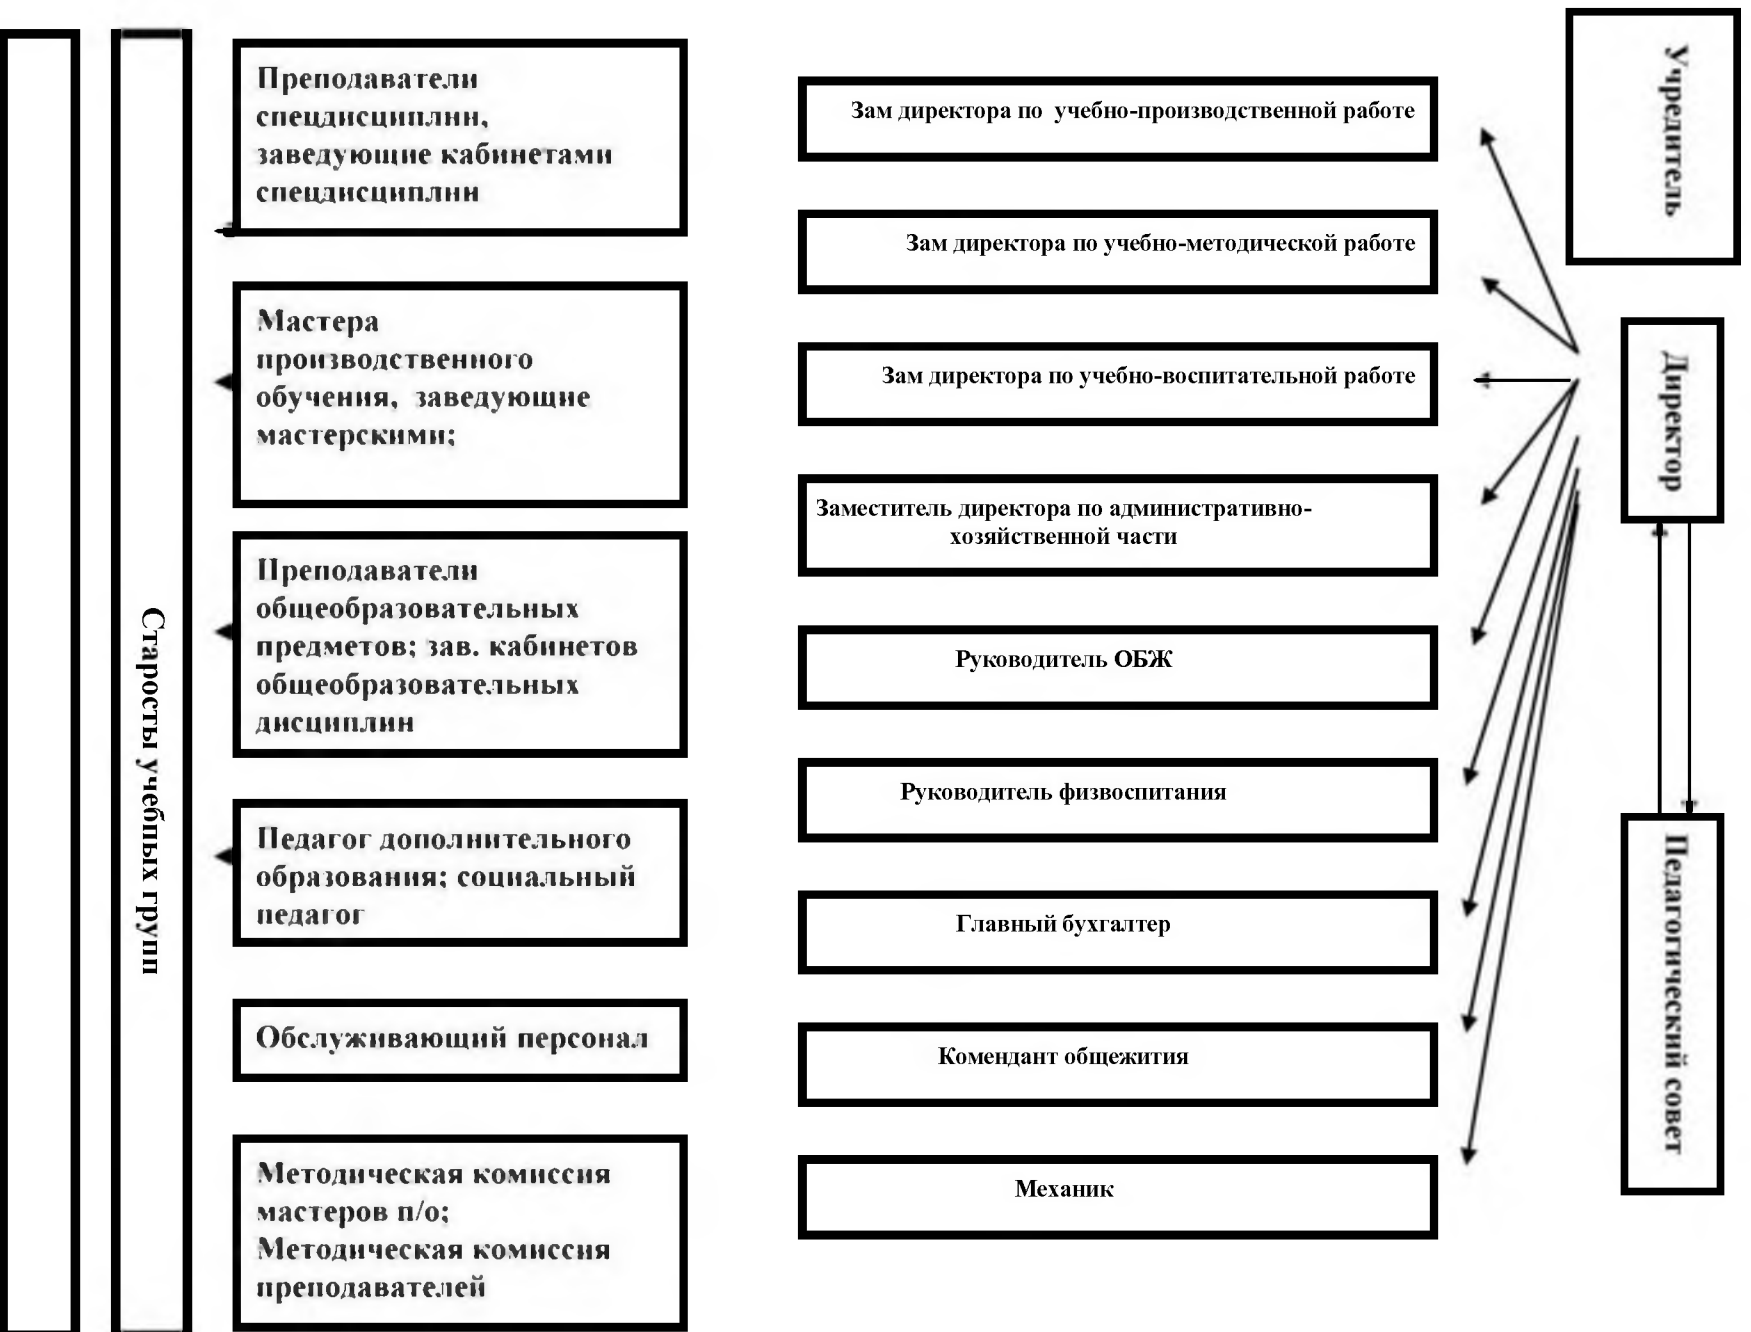 Учредитель
Директор
Педагогический совет
Зам директора по учебно-производственной работе
Зам директора по учебно-методической работе
Зам директора по учебно-воспитательной работе
Заместитель директора по административно-
хозяйственной части
Руководитель ОБЖ
Руководитель физвоспитания
Главный бухгалтер
Комендант общежития
Механик
Преподаватели
спецдисциплин,
заведующие кабинетами
спецдисциплин
Мастера
производственного
обучения, заведующие
мастерскими;
Преподаватели
общеобразовательных
предметов; зав. кабинетов
общеобразовательных
дисциплин
Педагог дополнительного
образования; социальный
педагог
Обслуживающий персонал
Методическая комиссия
мастеров п/о;
Методическая комиссия
преподавателей
Старосты учебпых групп